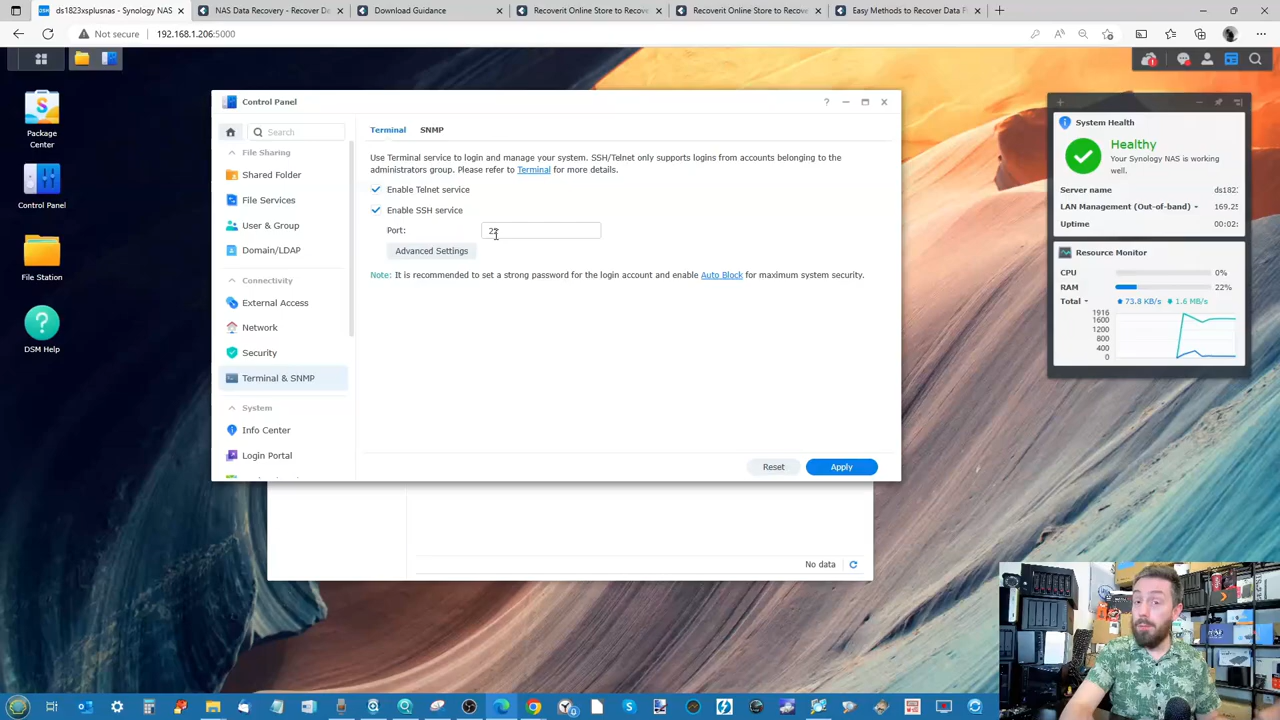 ds1823xsplusnas - Synology NAS
NAS Data Recovery - Recover Da
Download Guidance
Recoverit Online Store to Recove
Recoverit Online Store to Recove
Easy Methods to Recover Data F
Not secure
192.168.1.206:5000
Package Center
Control Panel
File Station
DSM Help
Control Panel
Search
File Sharing
Shared Folder
File Services
User & Group
Domain/LDAP
Connectivity
External Access
Network
Security
Terminal & SNMP
System
Info Center
Login Portal
Terminal
SNMP
Use Terminal service to login and manage your system. SSH/Telnet only supports logins from accounts belonging to the
administrators group. Please refer to Terminal for more details.
Enable Telnet service
Enable SSH service
Port:
22
Advanced Settings
Note: It is recommended to set a strong password for the login account and enable Auto Block for maximum system security.
Reset
Apply
No data
System Health
Healthy
Your Synology NAS is working
well.
Server name
ds182
LAN Management (Out-of-band)
169.25
Uptime
00:02:
Resource Monitor
CPU
0%
RAM
22%
Total
73.8 KB/s
1.6 MB/s
1916
1600
1200
800
400
0